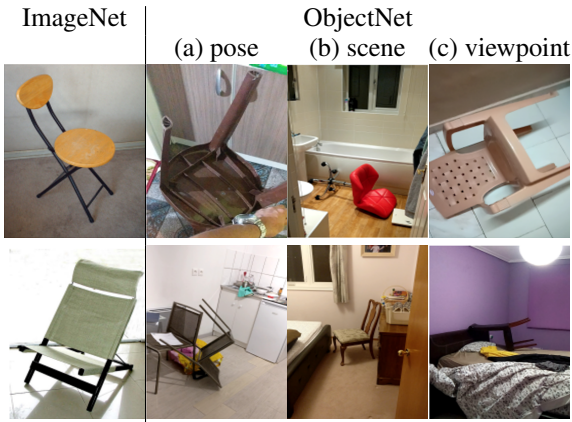 ImageNet
ObjectNet
(a) pose
(b) scene
(c) viewpoint